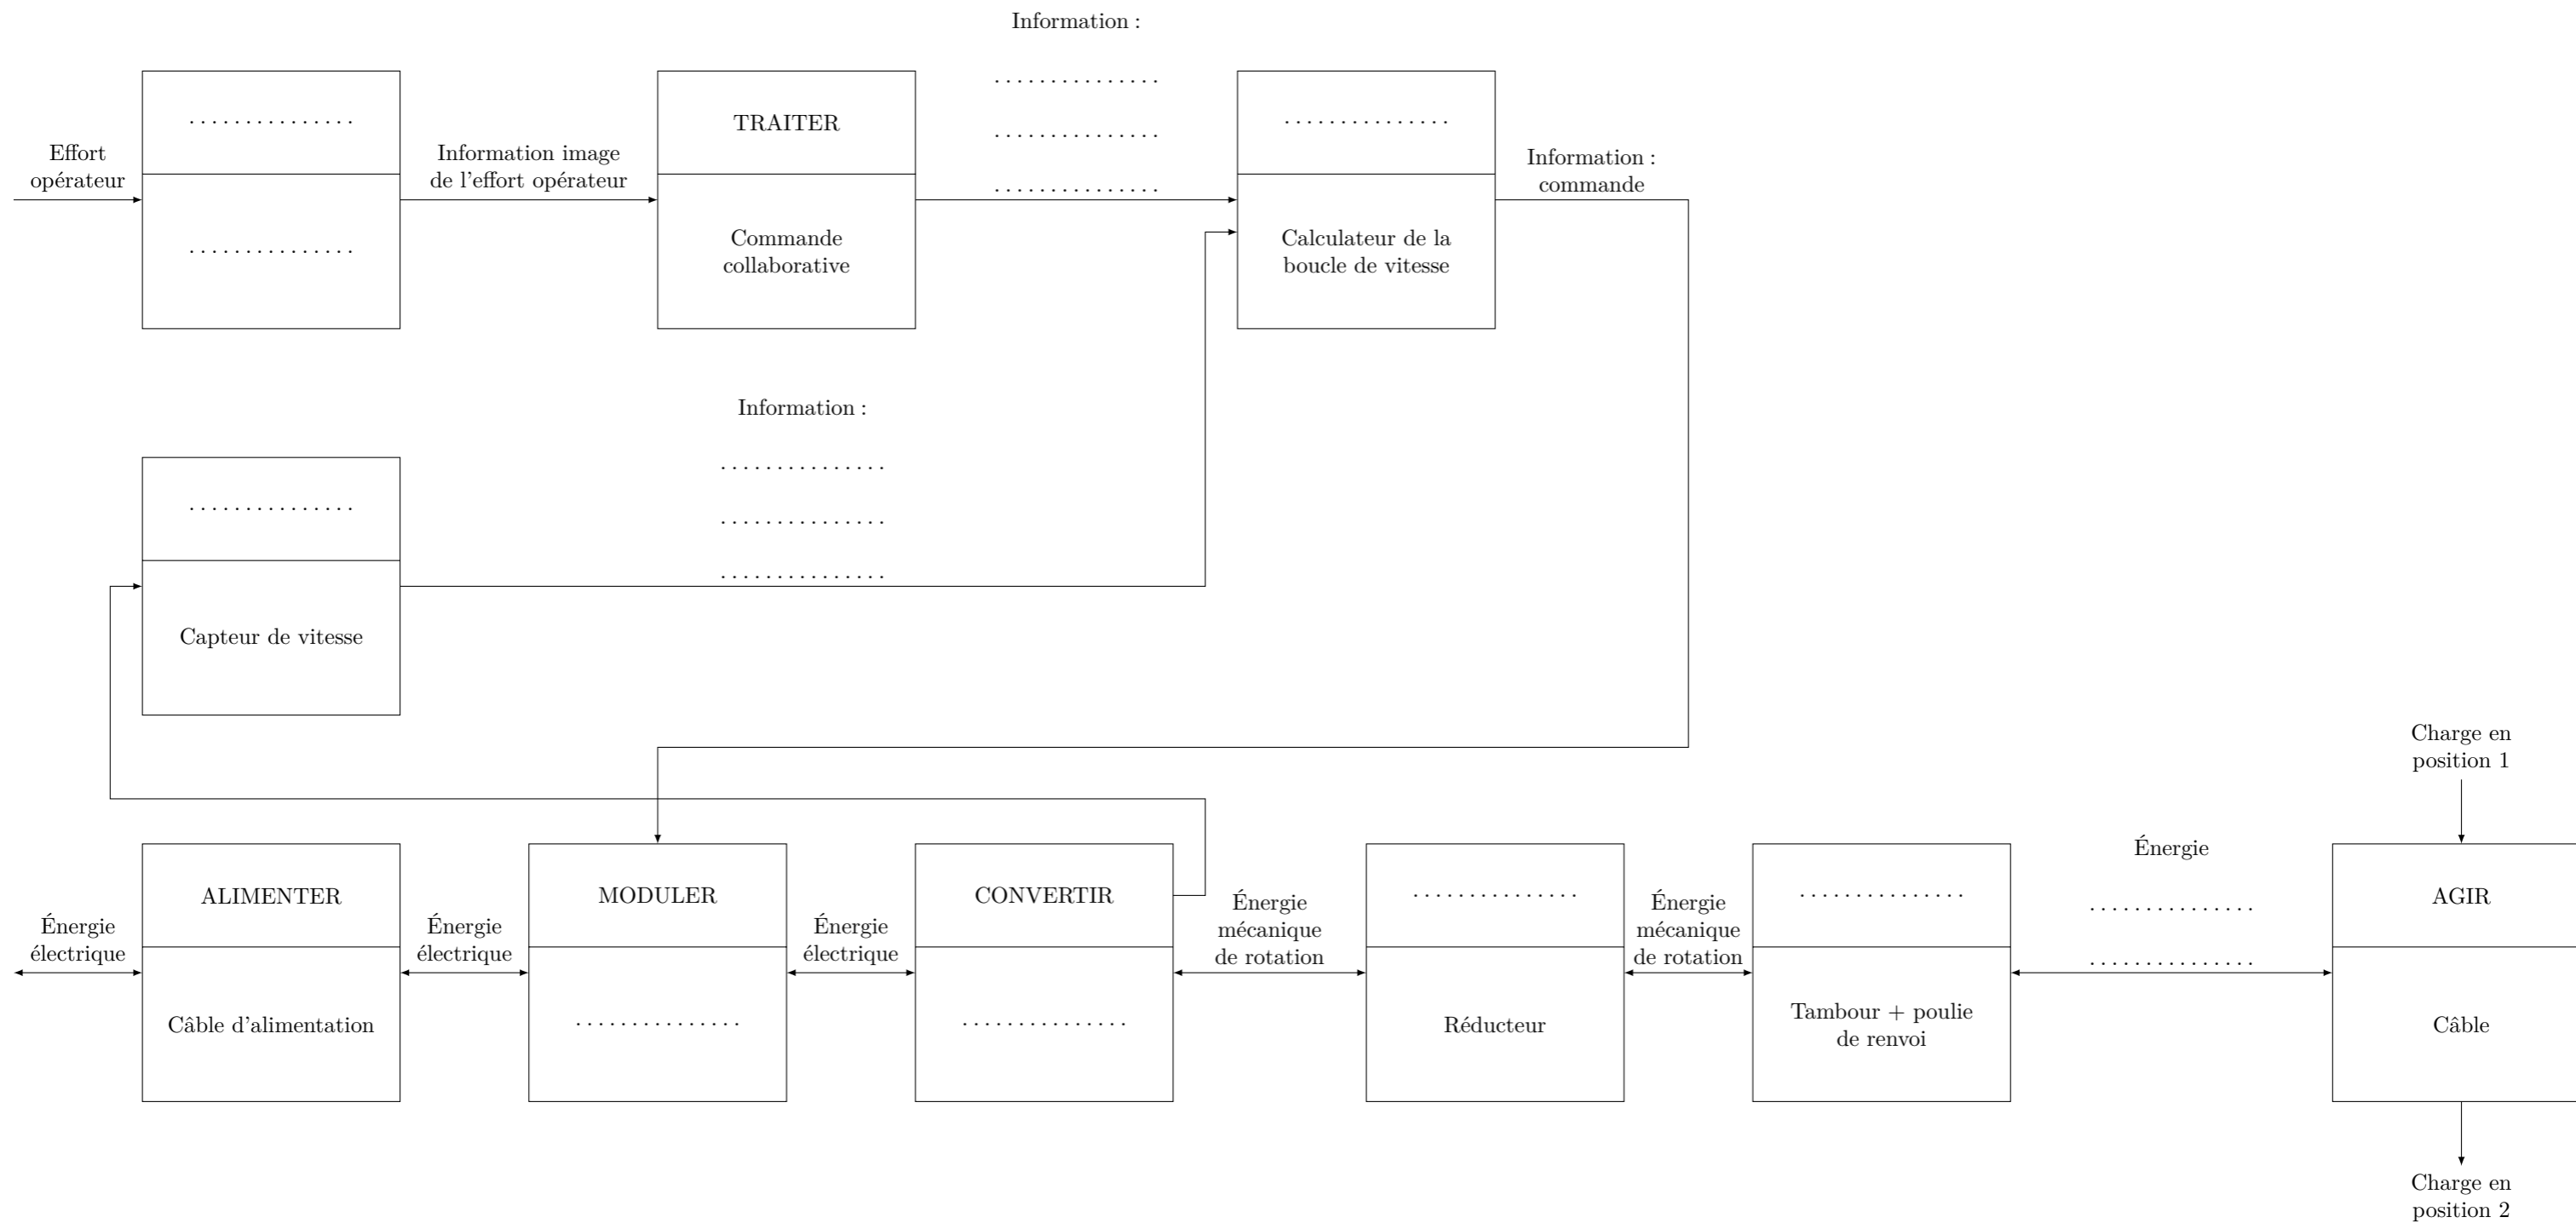 Information :
...............
...............
...............
...............
...............
Effort
opérateur
Information image
de l'effort opérateur
TRAITER
Commande
collaborative
...............
Calculateur de la
boucle de vitesse
Information :
commande
Information :
...............
...............
...............
...............
Capteur de vitesse
Énergie
électrique
ALIMENTER
Câble d'alimentation
Énergie
électrique
MODULER
...............
Énergie
électrique
CONVERTIR
...............
Énergie
mécanique
de rotation
...............
Réducteur
Énergie
mécanique
de rotation
...............
Tambour + poulie
de renvoi
Énergie
...............
...............
Charge en
position 1
AGIR
Câble
Charge en
position 2